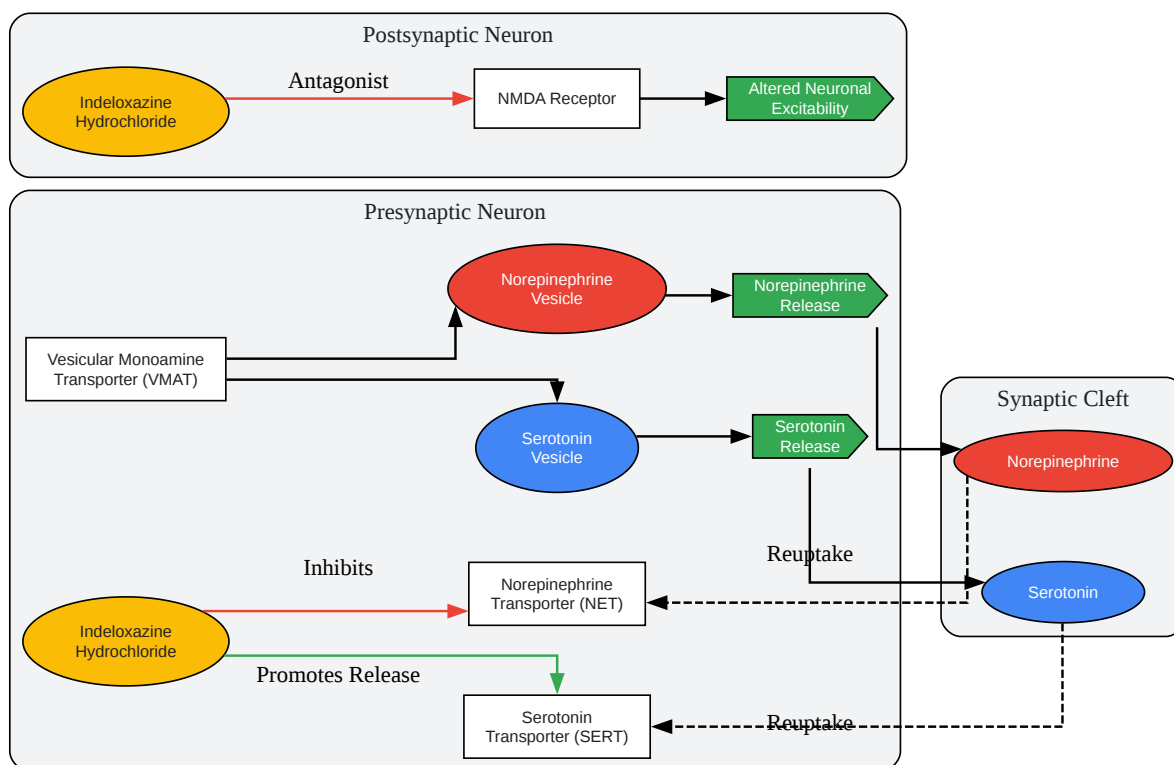 Postsynaptic Neuron
Indeloxazine
Hydrochloride
Antagonist
NMDA Receptor
Altered Neuronal
Excitability
Presynaptic Neuron
Norepinephrine
Vesicle
Norepinephrine
Release
Vesicular Monoamine
Transporter (VMAT)
Serotonin
Vesicle
Serotonin
Release
Synaptic Cleft
Norepinephrine
Serotonin
Reuptake
Inhibits
Norepinephrine
Transporter (NET)
Indeloxazine
Hydrochloride
Promotes Release
Serotonin
Transporter (SERT)
Reuptake